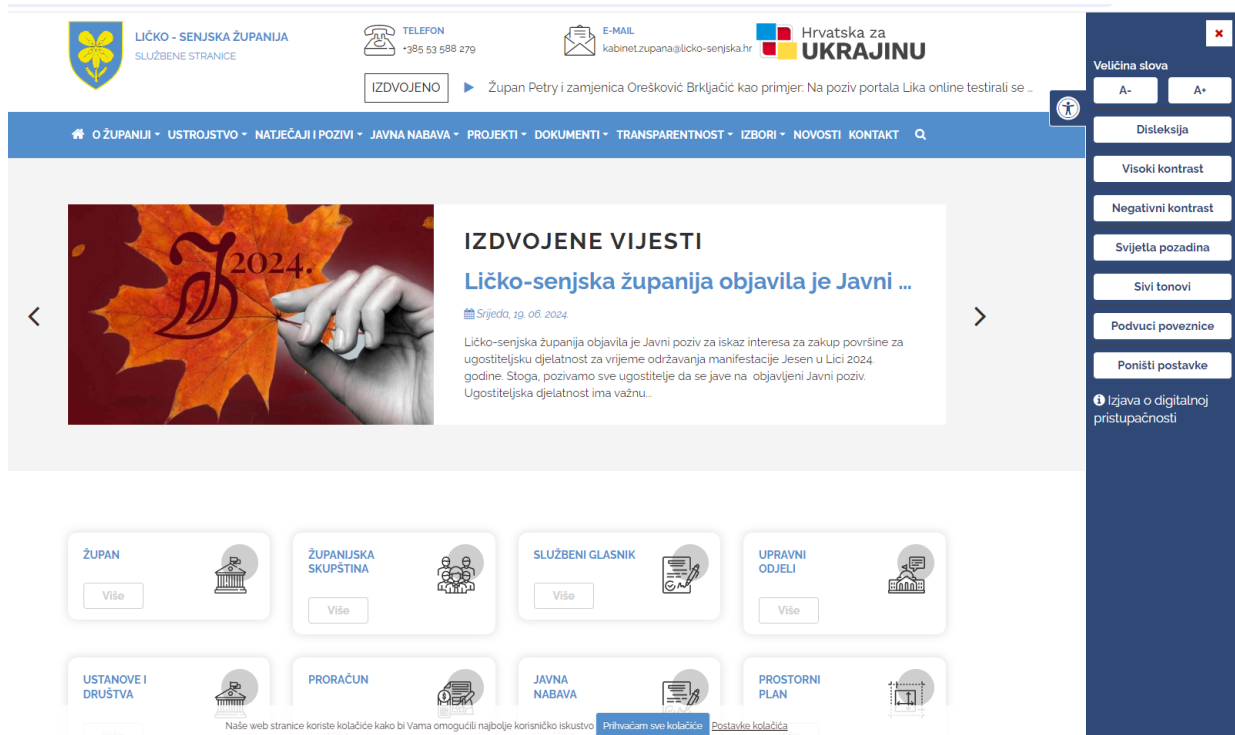 LIČKO - SENJSKA ŽUPANIJA
SLUŽBENE STRANICE
TELEFON
+385 53 588 279
E-MAIL
kabinet.zupana@licko-senjska.hr
Hrvatska za
UKRAJINU
IZDVOJENO
Župan Petry i zamjenica Orešković Brkljačić kao primjer: Na poziv portala Lika online testirali se ...
O ŽUPANIJI USTROJSTVO NATJEČAJI I POZIVI JAVNA NABAVA PROJEKTI DOKUMENTI TRANSPARENTNOST IZBORI NOVOSTI KONTAKT
2024.
IZDVOJENE VIJESTI
Ličko-senjska županija objavila je Javni ...
Srijeda, 19. 06. 2024.
Ličko-senjska županija objavila je Javni poziv za iskaz interesa za zakup površine za
ugostiteljsku djelatnost za vrijeme održavanja manifestacije Jesen u Lici 2024.
godine. Stoga, pozivamo sve ugostitelje da se jave na objavljeni Javni poziv.
Ugostiteljska djelatnost ima važnu...
ŽUPAN
Više
ŽUPANIJSKA
SKUPŠTINA
Više
SLUŽBENI GLASNIK
Više
UPRAVNI
ODJELI
Više
USTANOVE I
DRUŠTVA
PRORAČUN
JAVNA
NABAVA
PROSTORNI
PLAN
Naše web stranice koriste kolačiće kako bi Vama omogućili najbolje korisničko iskustvo Prihvaćam sve kolačiće Postavke kolačića
Veličina slova
A- A+
Disleksija
Visoki kontrast
Negativni kontrast
Svijetla pozadina
Sivi tonovi
Podvuci poveznice
Poništi postavke
Izjava o digitalnoj
pristupačnosti